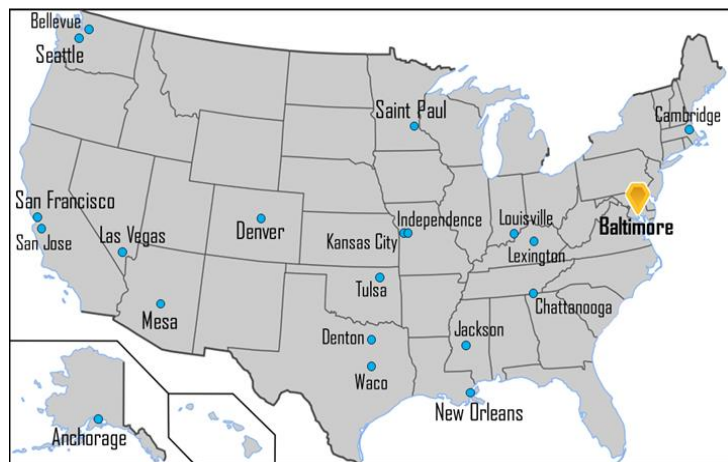 Bellevue
Seattle
Saint Paul
Cambridge
San Francisco
San Jose
Las Vegas
Denver
Independence
Kansas City
Louisville
Lexington
Baltimore
Mesa
Tulsa
Chattanooga
Denton
Jackson
Waco
New Orleans
Anchorage